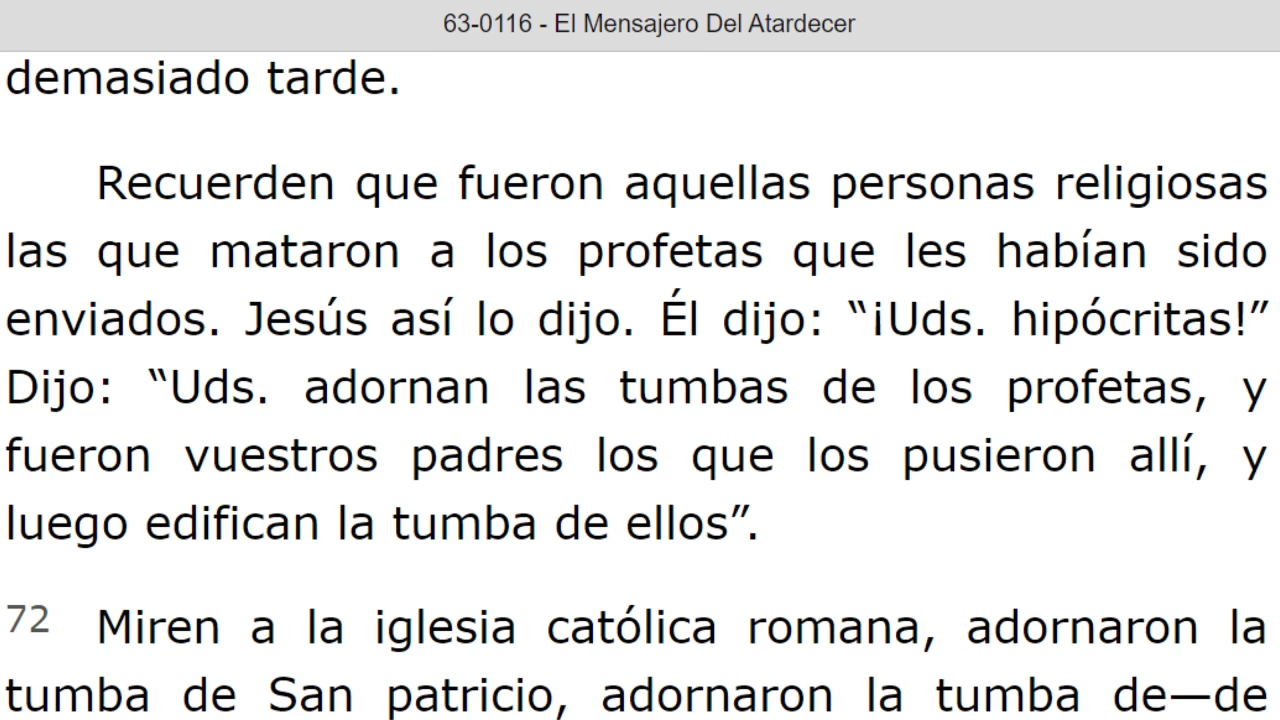 63-0116 - El Mensajero Del Atardecer
demasiado tarde.
Recuerden que fueron aquellas personas religiosas
las que mataron a los profetas que les habían sido
enviados. Jesús así lo dijo. Él dijo: “¡Uds. hipócritas!”
Dijo: “Uds. adornan las tumbas de los profetas, y
fueron vuestros padres los que los pusieron allí, y
luego edifican la tumba de ellos”.
72 Miren a la iglesia católica romana, adornaron la
tumba de San patricio, adornaron la tumba de—de